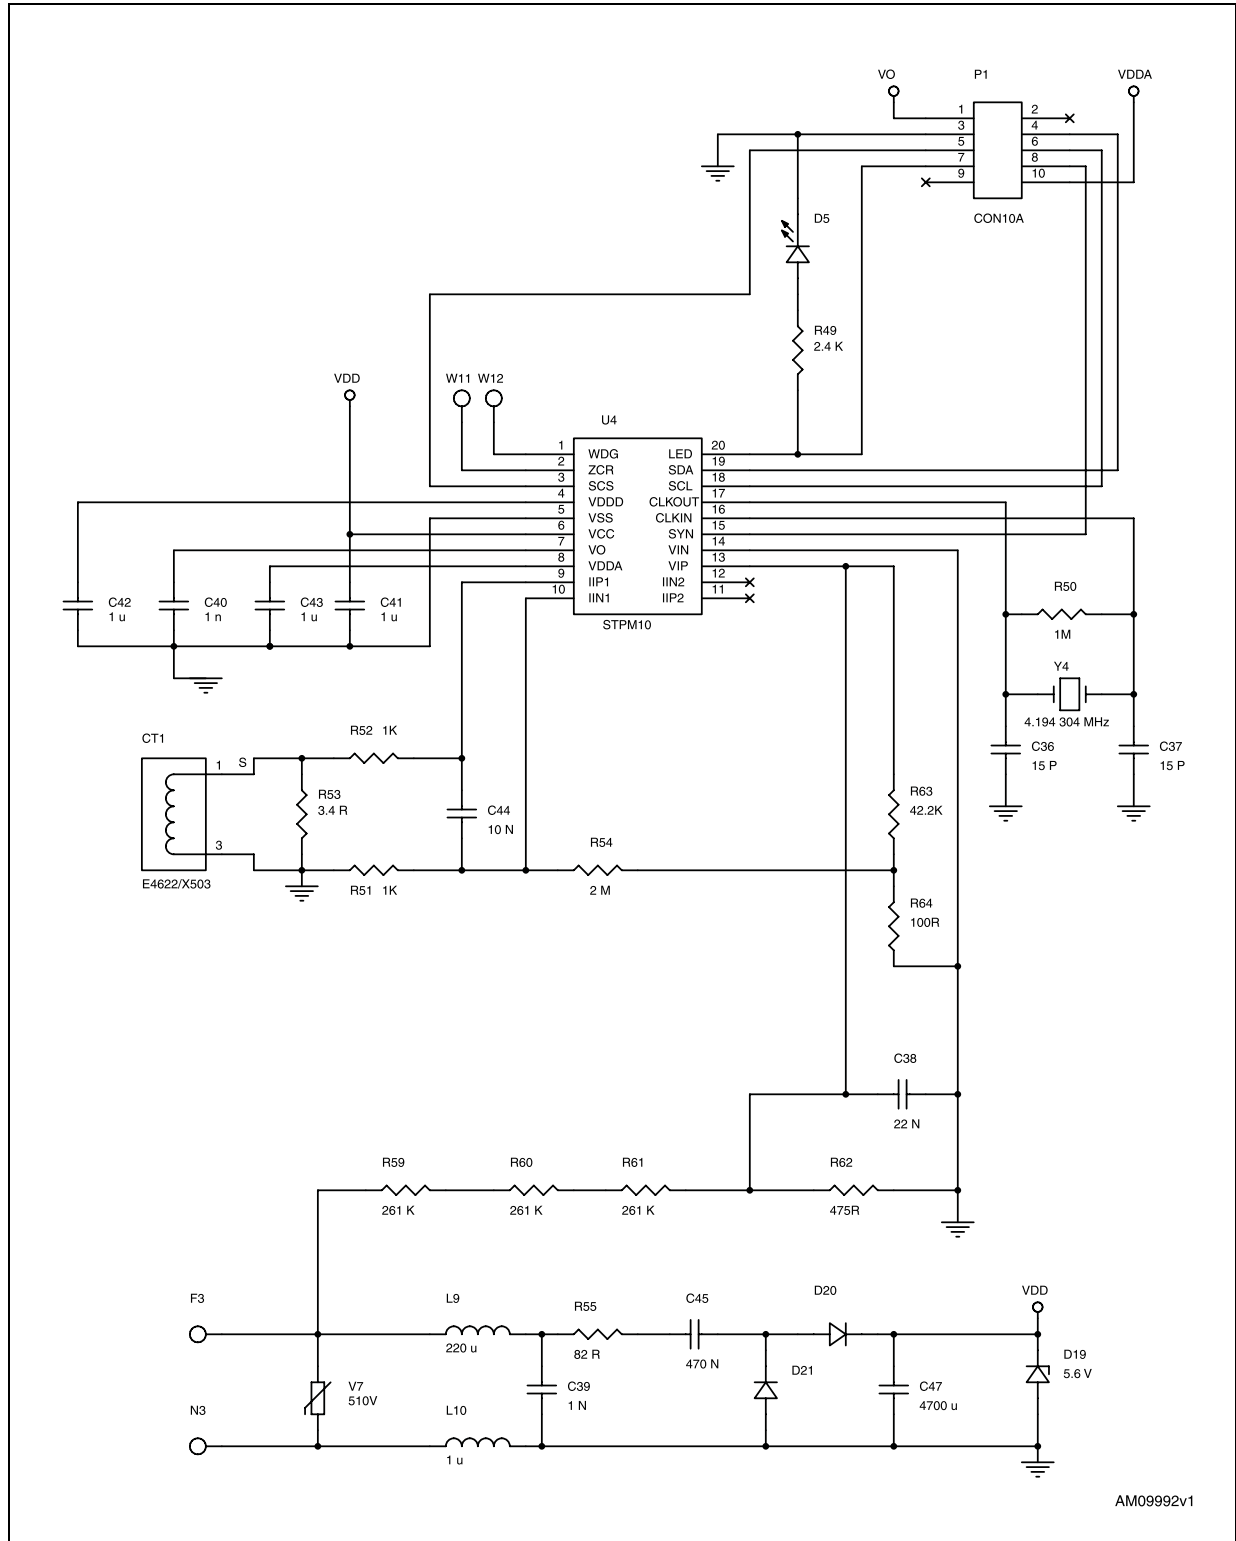 VO P1 VDDA
1 2
3 4
5 6
7 8
9 10
D5 CON10A
R49
2.4 K
VDD W11 W12
U4
1 WDG LED 20
2 ZCR SDA 19
3 SCS SCL 18
4 VDDD CLKOUT 17
5 VSS CLKIN 16
6 VCC SYN 15
7 VO VIN 14
8 VDDA VIP 13
9 IIP1 IIN2 12
10 IIN1 IIP2 11
STPM10
C42 C40 C43 C41
1 u 1 n 1 u 1 u
R50
1M
Y4
4.194 304 MHz
C36 C37
15 P 15 P
CT1 R52 1K
1 S
R53
3.4 R
C44
10 N
3
E4622/X503 R51 1K
R54
2 M
R63
42.2K
R64
100R
C38
22 N
R59 R60 R61 R62
261 K 261 K 261 K 475R
F3 L9 R55 C45 D20 VDD
220 u 82 R 470 N
V7
510V
C39
1 N
D21
C47
4700 u
D19
5.6 V
N3 L10
1 u
AM09992v1